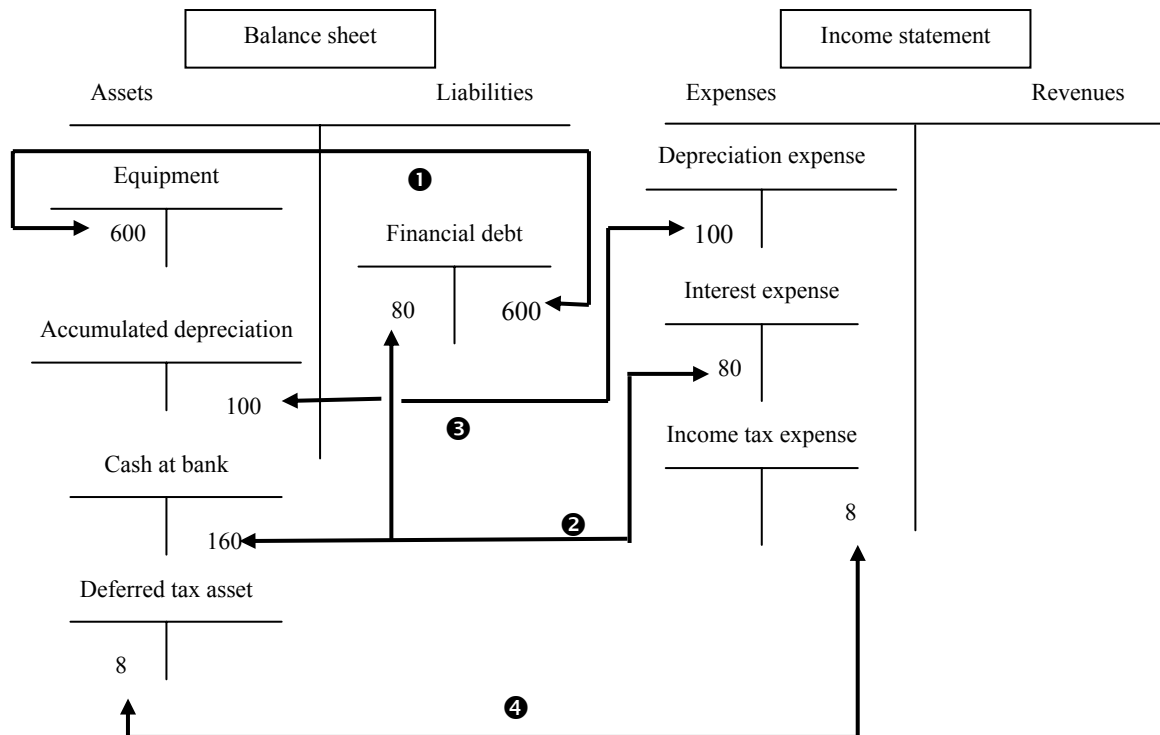 Balance sheet
Income statement
Assets
Liabilities
Expenses
Revenues
Depreciation expense
❶
Equipment
600
Financial debt
100
Interest expense
80
600
Accumulated depreciation
80
100
❸
Income tax expense
Cash at bank
8
160
❷
Deferred tax asset
8
❹